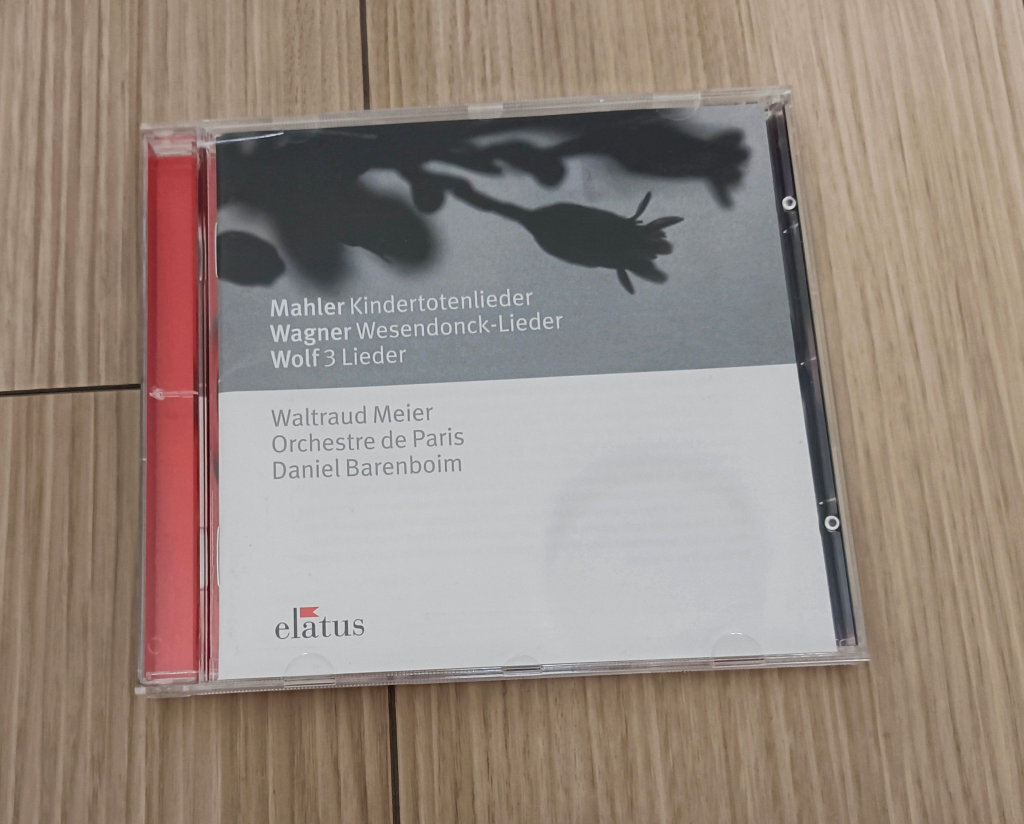 Mahler Kindertotenlieder
Wagner Wesendonck-Lieder
Wolf 3 Lieder
Waltraud Meier
Orchestre de Paris
Daniel Barenboim
elatus